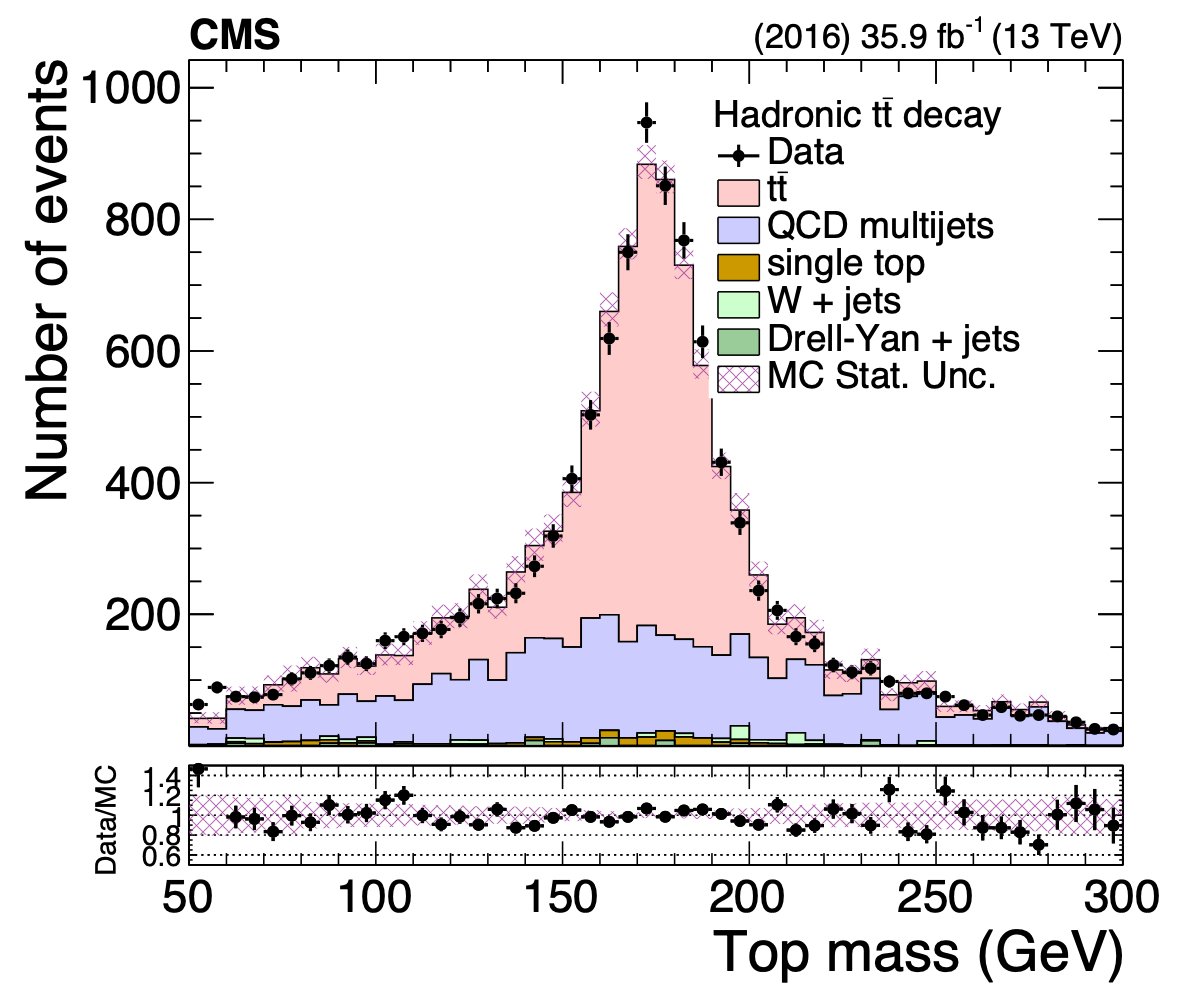 CMS
(2016) 35.9 fb⁻¹ (13 TeV)
Number of events
1000
800
600
400
200
Hadronic tt̄ decay
Data
tt̄
QCD multijets
single top
W + jets
Drell-Yan + jets
MC Stat. Unc.
Data/MC
1.4
1.2
1
0.8
0.6
50 100 150 200 250 300
Top mass (GeV)